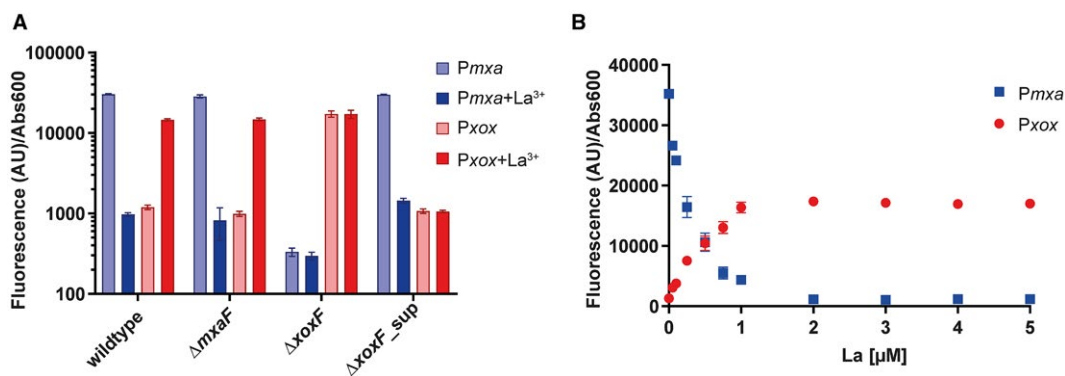 A
Fluorescence (AU)/Abs600
100000
10000
1000
100
wildtype
ΔmxaF
ΔxoxF
ΔxoxF_sup
Pmxa
Pmxa+La³⁺
Pxox
Pxox+La³⁺
B
Fluorescence (AU)/Abs600
40000
30000
20000
10000
0
0 1 2 3 4 5
La [µM]
Pmxa
Pxox